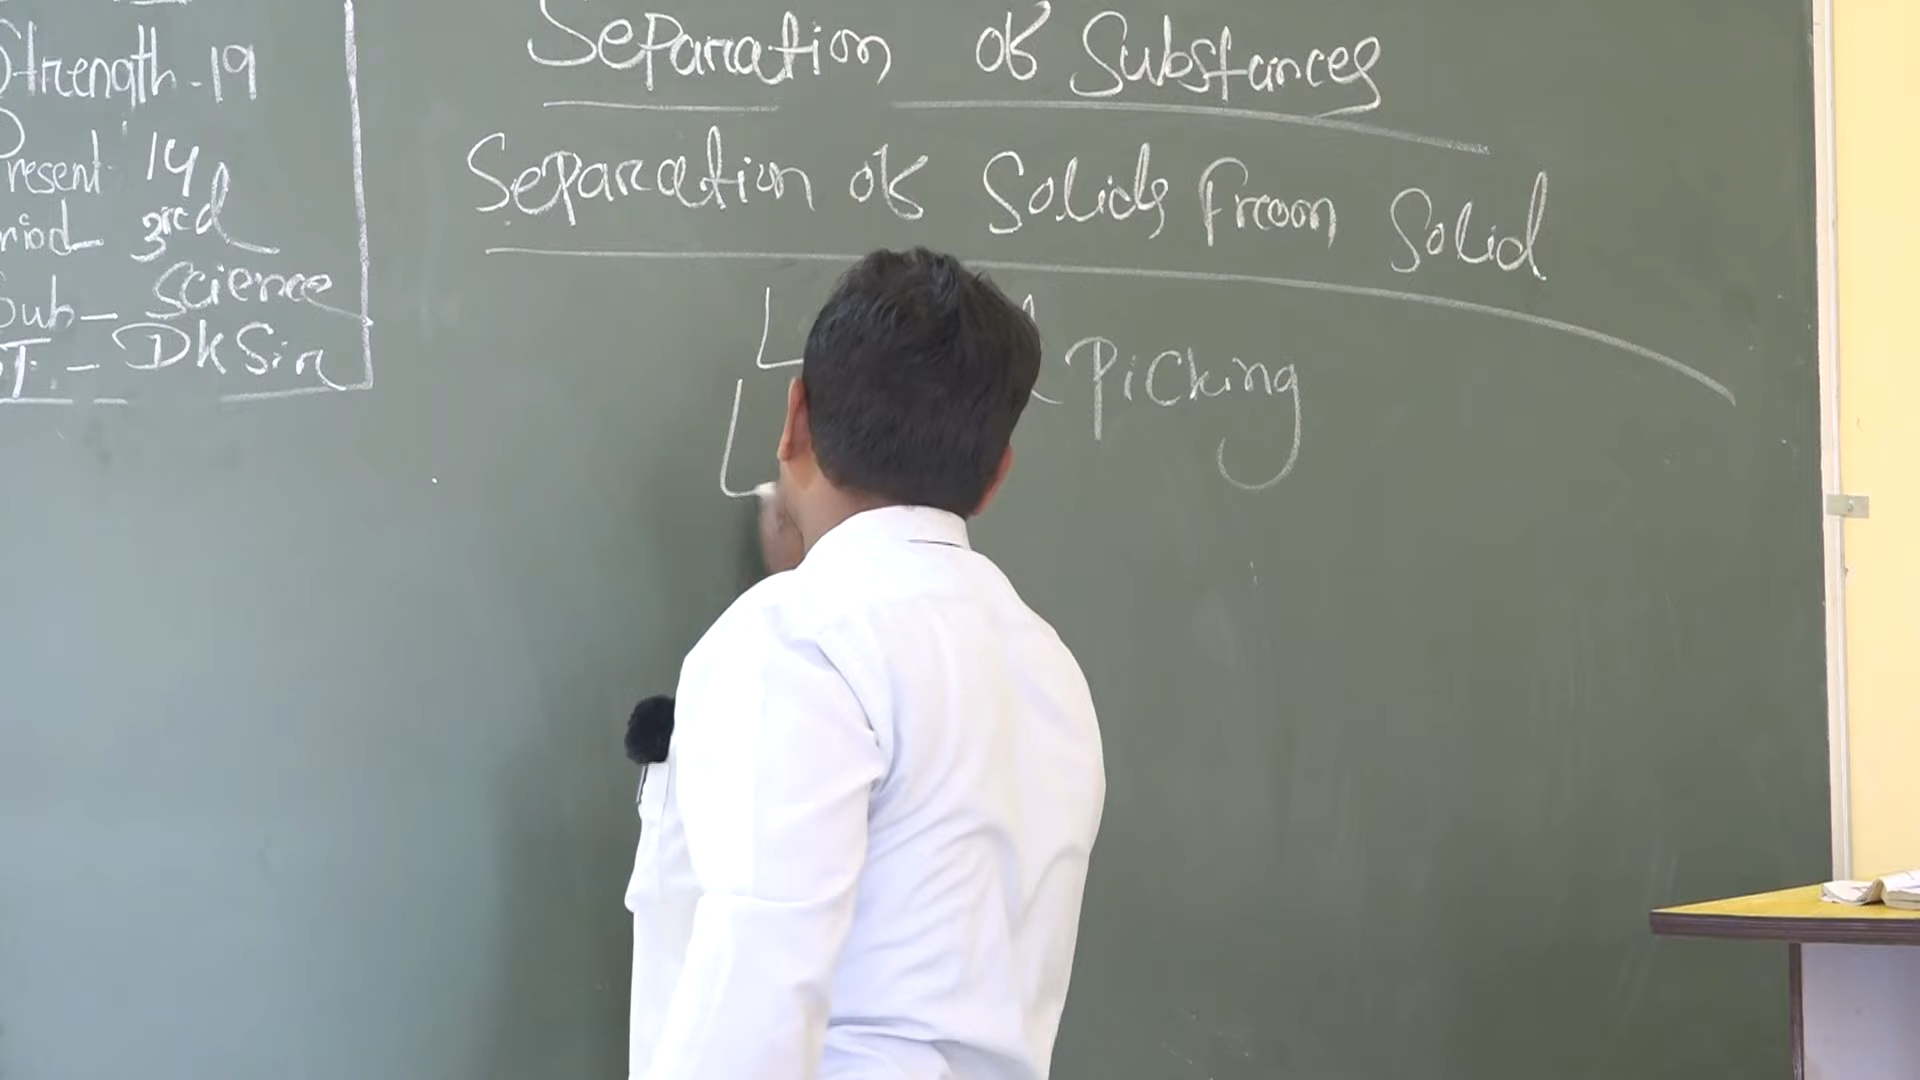 Strength - 19
Present 14
Period - 3rd
Sub - Science
T. - DK Sir
Separation of Substances
Separation of Solids From Solid
Picking